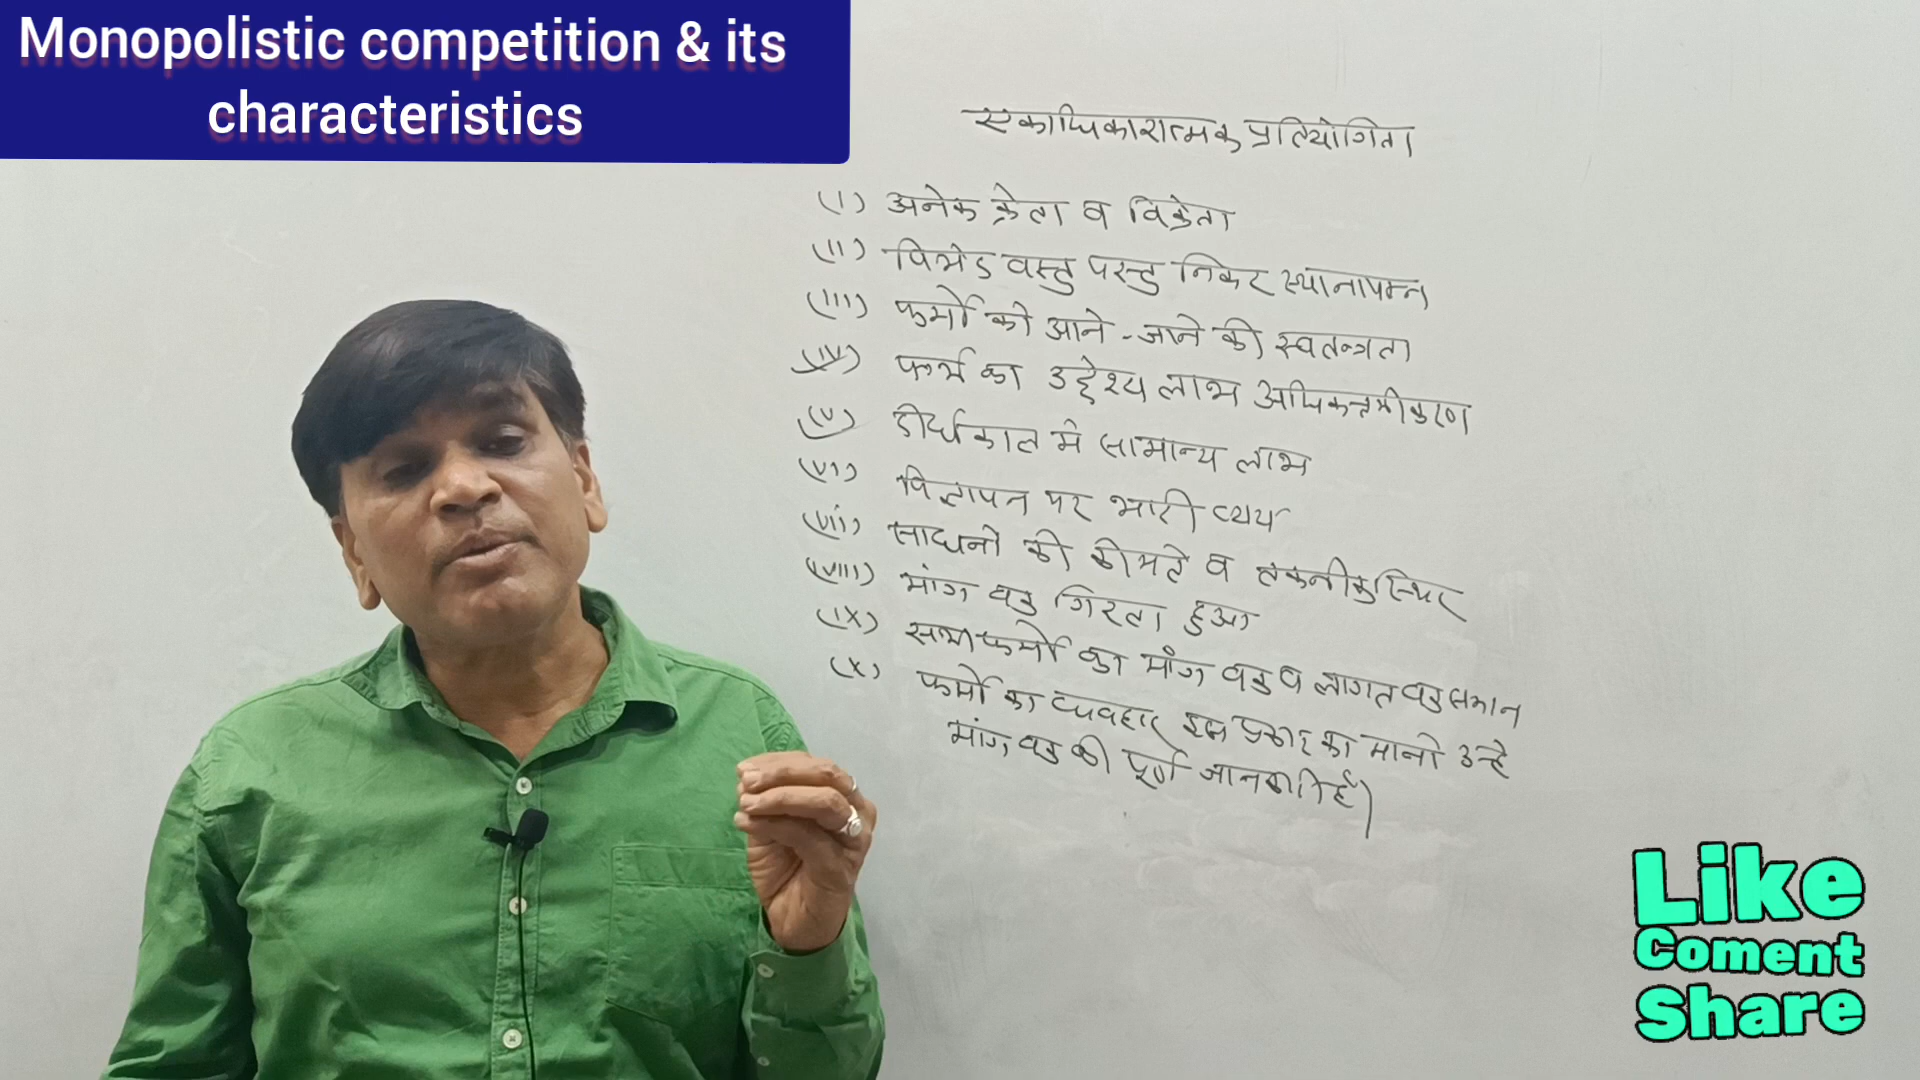 Monopolistic competition & its
characteristics
एकाधिकारात्मक प्रतियोगिता
(i) अनेक क्रेता व विक्रेता
(ii) विभेद वस्तु परन्तु निकट स्थानापन्न
(iii) फर्मो को आने-जाने की स्वतन्त्रता
(iv) फर्म का उद्देश्य लाभ अधिकत्तमीकरण
(v) दीर्घकाल मे सामान्य लाभ
(vi) विज्ञापन पर भारी व्यय
(vii) साधनो की कीमते व तकनीक स्थिर
(viii) मांग वक्र गिरता हुआ
(ix) सभी फर्मो का माँग वक्र व लागत वक्र समान
(x) फर्मो का व्यवहार इस प्रकार का मानो उन्हे
मांग वक्र की पूर्ण जानकारी है।
Like
Coment
Share